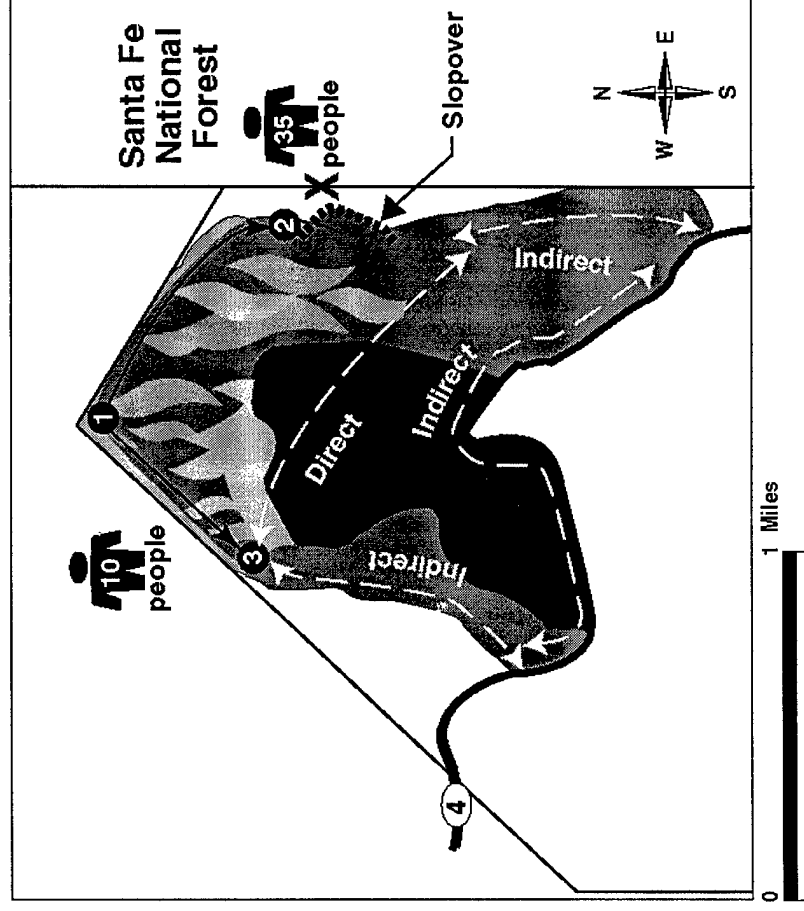 Santa Fe
National
Forest
35
X people
Slopover
N
W E
S
1
2
3
10
people
Direct
Indirect
Indirect
Indirect
4
0 1 Miles